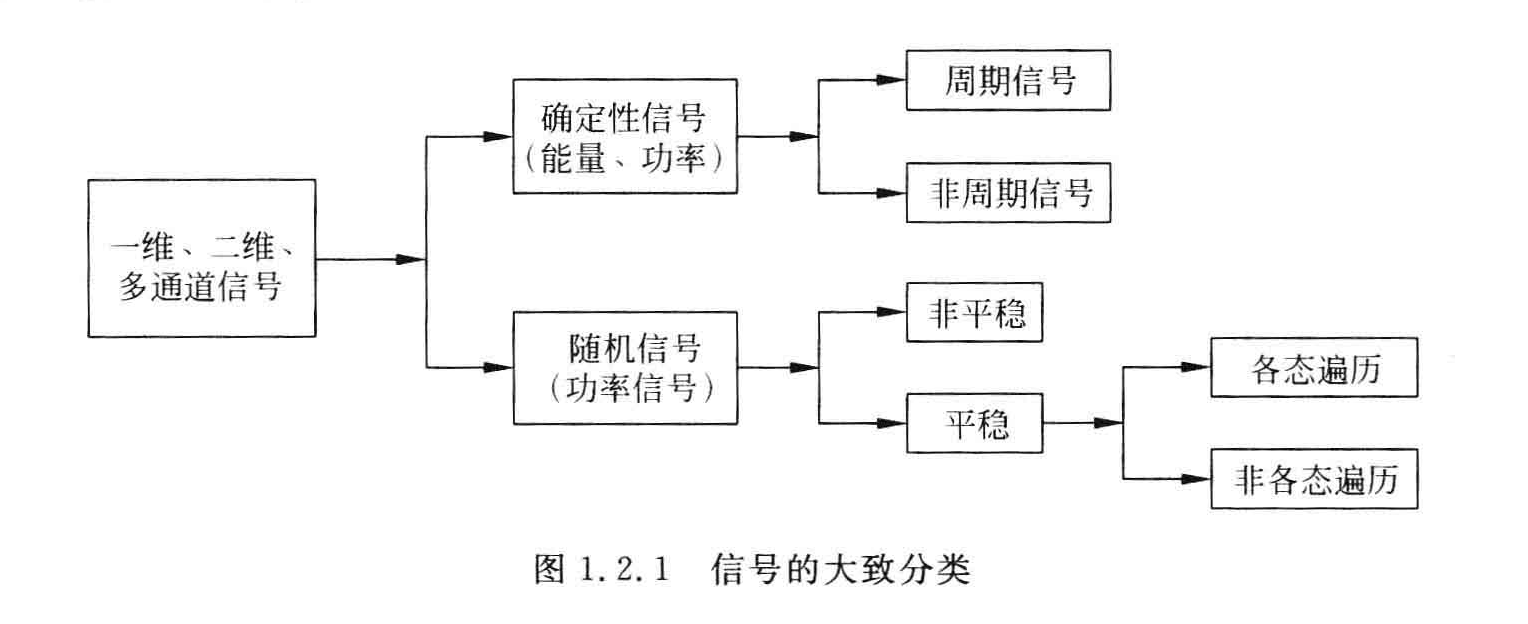 周期信号
确定性信号
(能量、功率)
非周期信号
一维、二维、
多通道信号
非平稳
随机信号
(功率信号)
各态遍历
平稳
非各态遍历
图 1.2.1 信号的大致分类